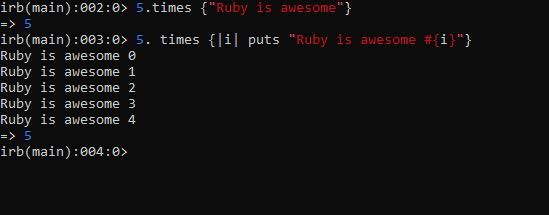 irb(main):002:0> 5.times {"Ruby is awesome"}
=> 5
irb(main):003:0> 5. times {|i| puts "Ruby is awesome #{i}"}
Ruby is awesome 0
Ruby is awesome 1
Ruby is awesome 2
Ruby is awesome 3
Ruby is awesome 4
=> 5
irb(main):004:0>